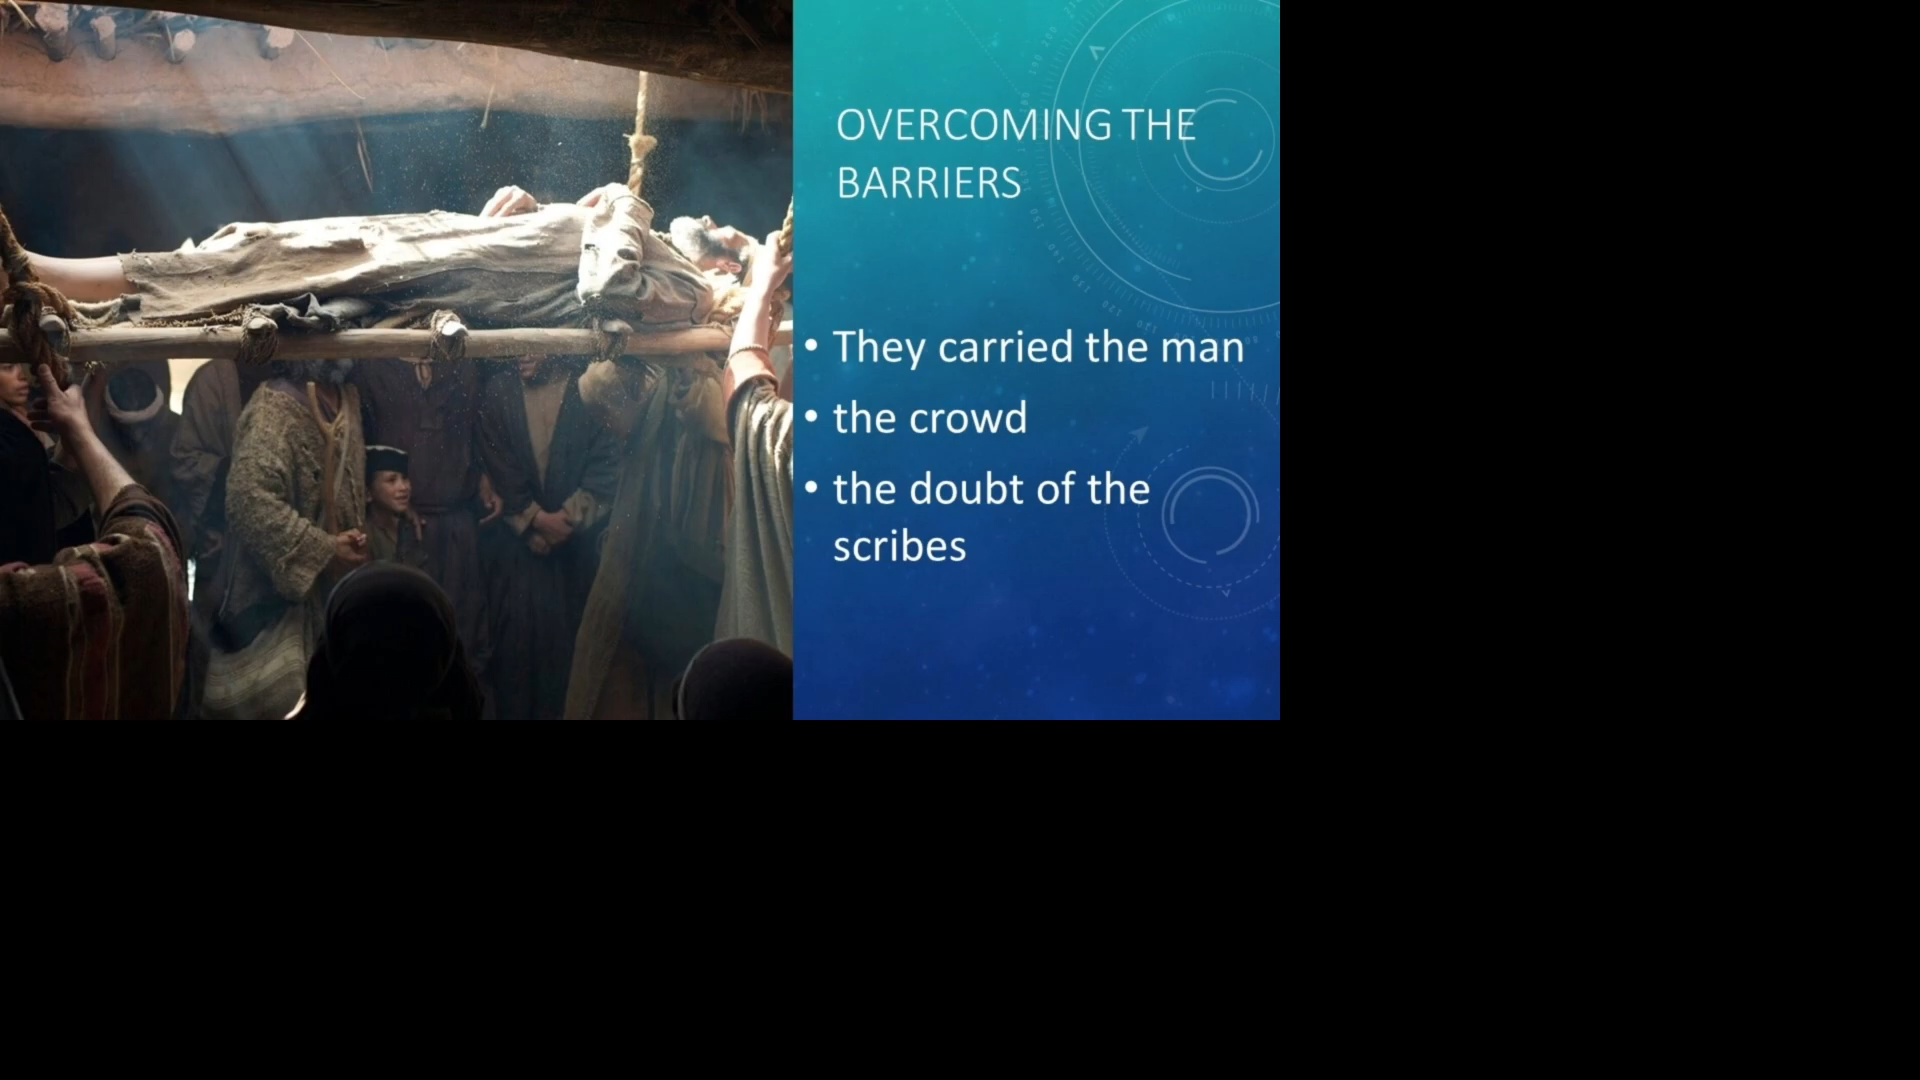 OVERCOMING THE
BARRIERS
• They carried the man
• the crowd
• the doubt of the
scribes